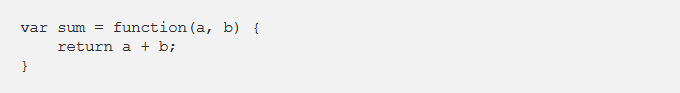 var sum = function(a, b) {
    return a + b;
}